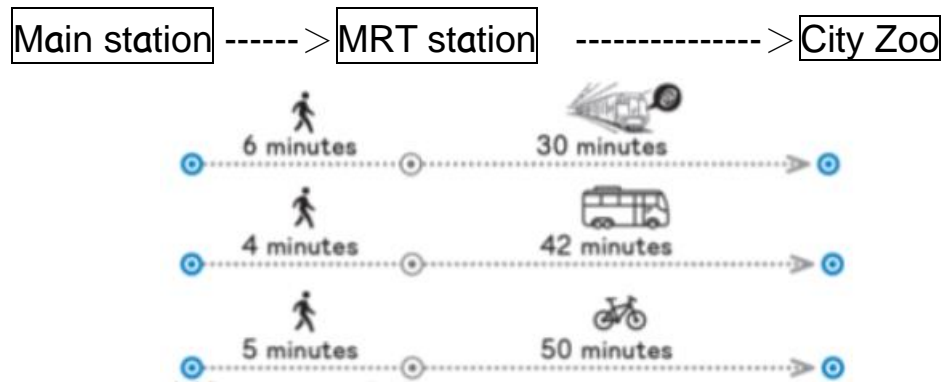 Main station ------> MRT station ---------------> City Zoo
6 minutes 30 minutes
4 minutes 42 minutes
5 minutes 50 minutes